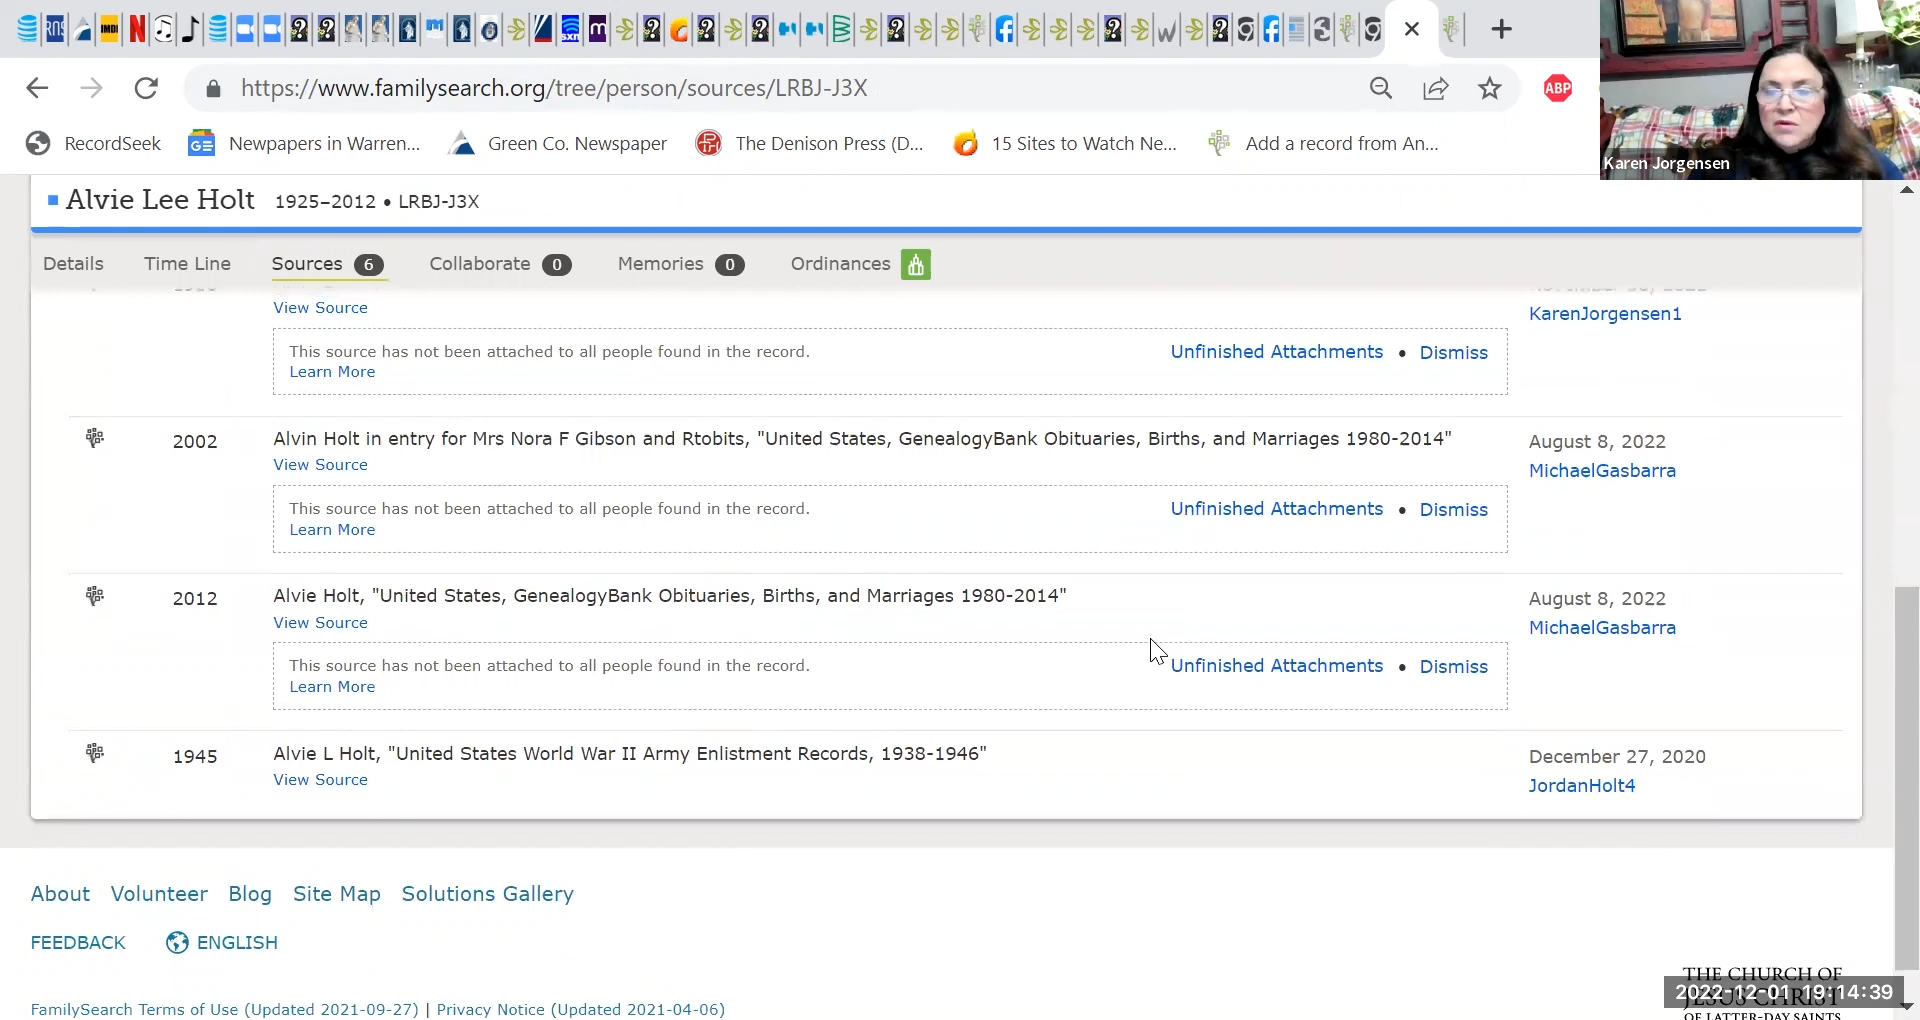 https://www.familysearch.org/tree/person/sources/LRBJ-J3X
ABP
RecordSeek
Newpapers in Warren...
Green Co. Newspaper
The Denison Press (D...
15 Sites to Watch Ne...
Add a record from An...
Karen Jorgensen
Alvie Lee Holt 1925–2012 • LRBJ-J3X
Details Time Line Sources 6 Collaborate 0 Memories 0 Ordinances
View Source
KarenJorgensen1
This source has not been attached to all people found in the record.
Unfinished Attachments • Dismiss
Learn More
2002 Alvin Holt in entry for Mrs Nora F Gibson and Rtobits, "United States, GenealogyBank Obituaries, Births, and Marriages 1980-2014" August 8, 2022
View Source
MichaelGasbarra
This source has not been attached to all people found in the record.
Unfinished Attachments • Dismiss
Learn More
2012 Alvie Holt, "United States, GenealogyBank Obituaries, Births, and Marriages 1980-2014" August 8, 2022
View Source
MichaelGasbarra
This source has not been attached to all people found in the record.
Unfinished Attachments • Dismiss
Learn More
1945 Alvie L Holt, "United States World War II Army Enlistment Records, 1938-1946" December 27, 2020
View Source
JordanHolt4
About Volunteer Blog Site Map Solutions Gallery
FEEDBACK ENGLISH
THE CHURCH OF
JESUS CHRIST
OF LATTER-DAY SAINTS
2022-12-01 19:14:39
FamilySearch Terms of Use (Updated 2021-09-27) | Privacy Notice (Updated 2021-04-06)